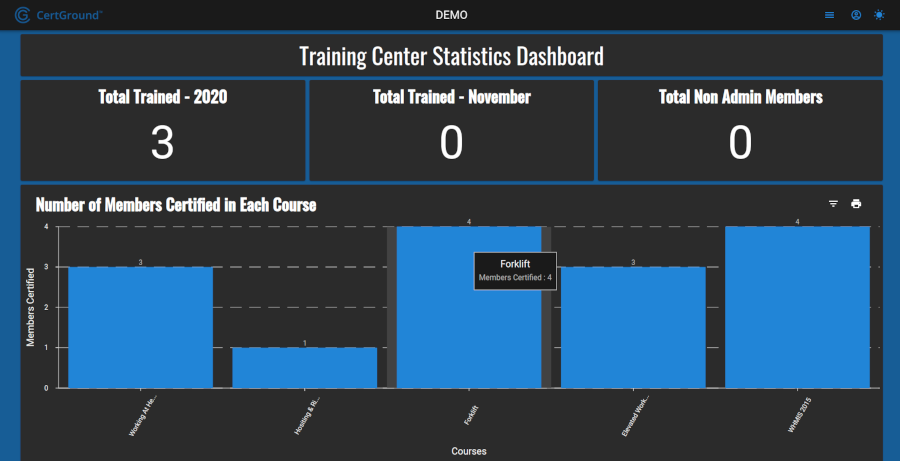 CertGround™
DEMO
Training Center Statistics Dashboard
Total Trained - 2020
3
Total Trained - November
0
Total Non Admin Members
0
Number of Members Certified in Each Course
Members Certified
4
3
2
1
0
3
1
4
3
4
Forklift
Members Certified : 4
Working At He...
Hositing & Ri...
Forklift
Elevated Work...
WHMIS 2015
Courses